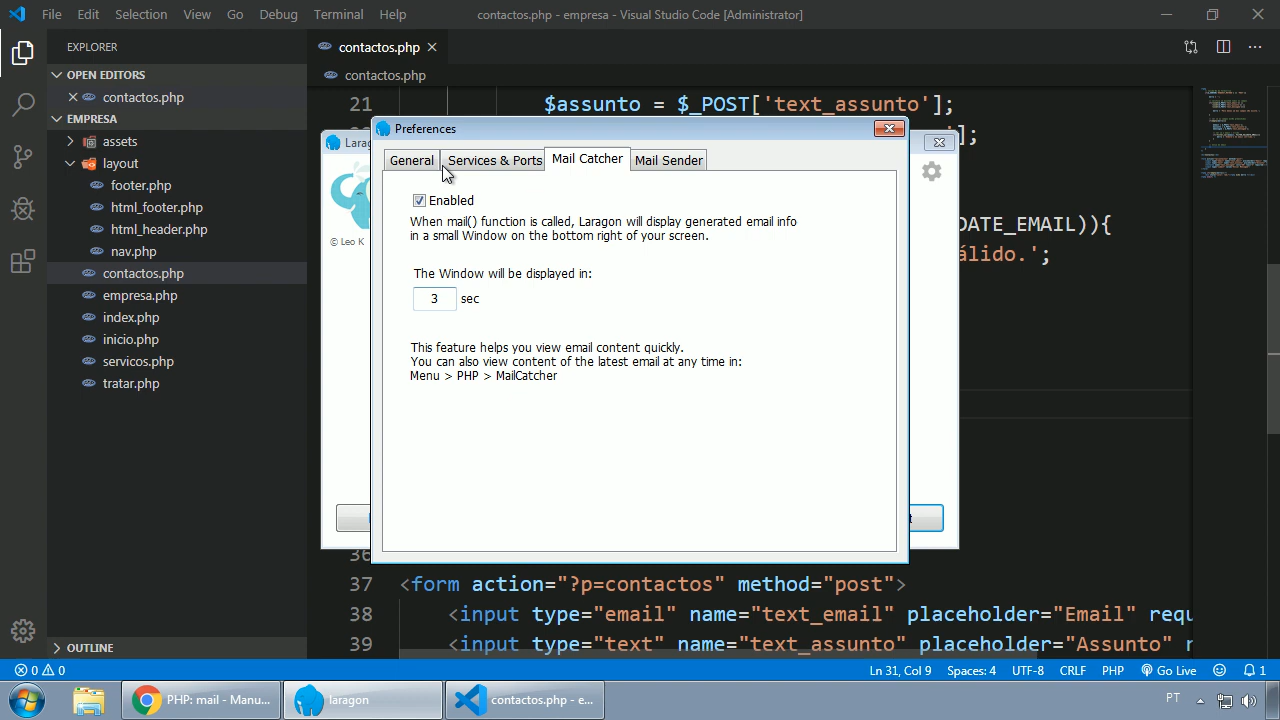 File Edit Selection View Go Debug Terminal Help
contactos.php - empresa - Visual Studio Code [Administrator]
EXPLORER
OPEN EDITORS
contactos.php
EMPRESA
assets
layout
footer.php
html_footer.php
html_header.php
nav.php
contactos.php
empresa.php
index.php
inicio.php
servicos.php
tratar.php
OUTLINE
contactos.php
contactos.php
21 $assunto = $_POST['text_assunto'];
'];
DATE_EMAIL)){
álido.';
36
37 <form action="?p=contactos" method="post">
38 <input type="email" name="text_email" placeholder="Email" requ
39 <input type="text" name="text_assunto" placeholder="Assunto" r
© Leo K
Preferences
General
Services & Ports
Mail Catcher
Mail Sender
Enabled
When mail() function is called, Laragon will display generated email info
in a small Window on the bottom right of your screen.
The Window will be displayed in:
3 sec
This feature helps you view email content quickly.
You can also view content of the latest email at any time in:
Menu > PHP > MailCatcher
0 0
Ln 31, Col 9
Spaces: 4
UTF-8
CRLF
PHP
Go Live
1
PHP: mail - Manu...
laragon
contactos.php - e...
PT